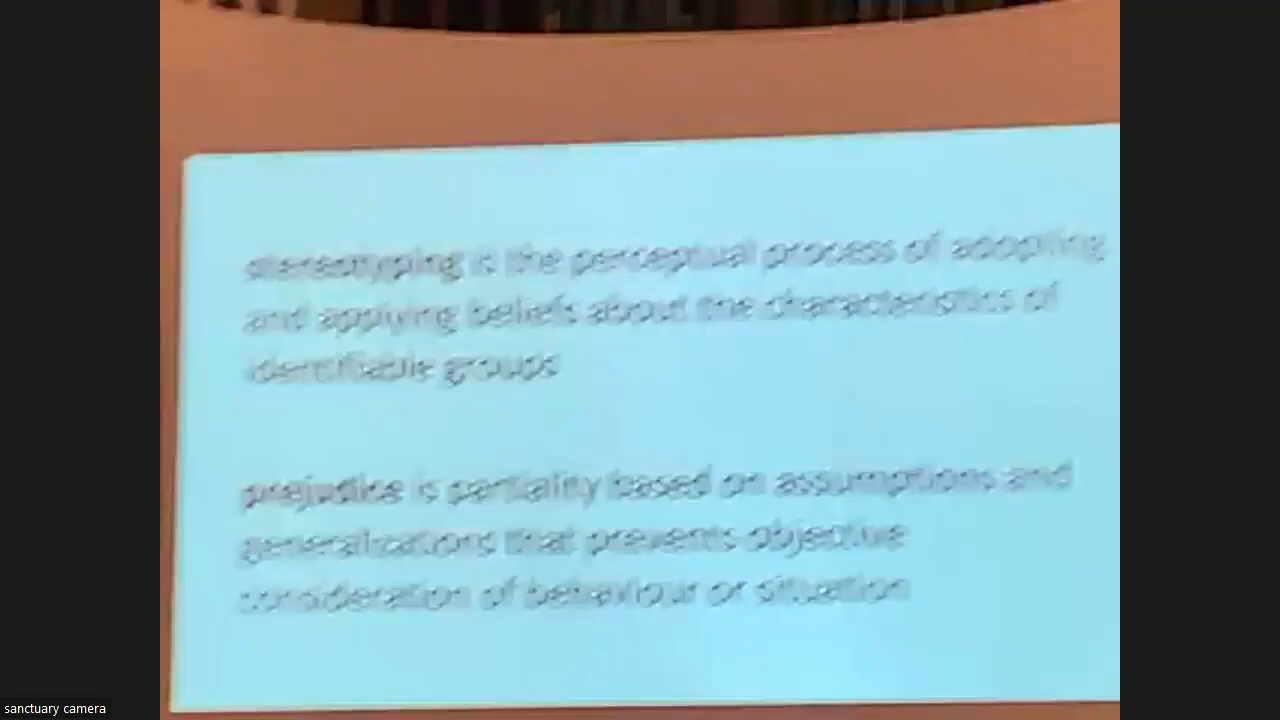 stereotyping is the perceptual process of adopting
and applying beliefs about the characteristics of
identifiable groups
prejudice is partiality based on assumptions and
generalizations that prevents objective
consideration of behaviour or situation
sanctuary camera